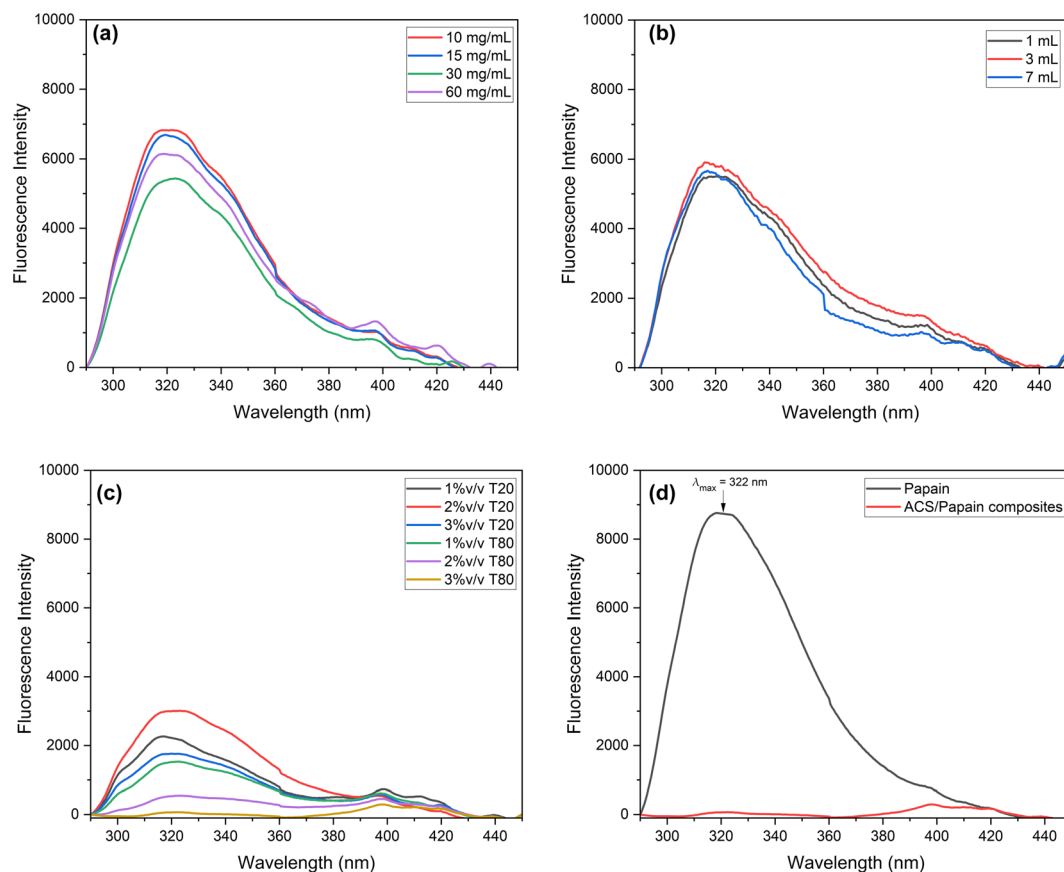 (a)
10 mg/mL
15 mg/mL
30 mg/mL
60 mg/mL
10000
8000
6000
4000
2000
0
Fluorescence Intensity
300 320 340 360 380 400 420 440
Wavelength (nm)
(b)
1 mL
3 mL
7 mL
10000
8000
6000
4000
2000
0
Fluorescence Intensity
300 320 340 360 380 400 420 440
Wavelength (nm)
(c)
1%v/v T20
2%v/v T20
3%v/v T20
1%v/v T80
2%v/v T80
3%v/v T80
10000
8000
6000
4000
2000
0
Fluorescence Intensity
300 320 340 360 380 400 420 440
Wavelength (nm)
(d)
λmax = 322 nm
Papain
ACS/Papain composites
10000
8000
6000
4000
2000
0
Fluorescence Intensity
300 320 340 360 380 400 420 440
Wavelength (nm)